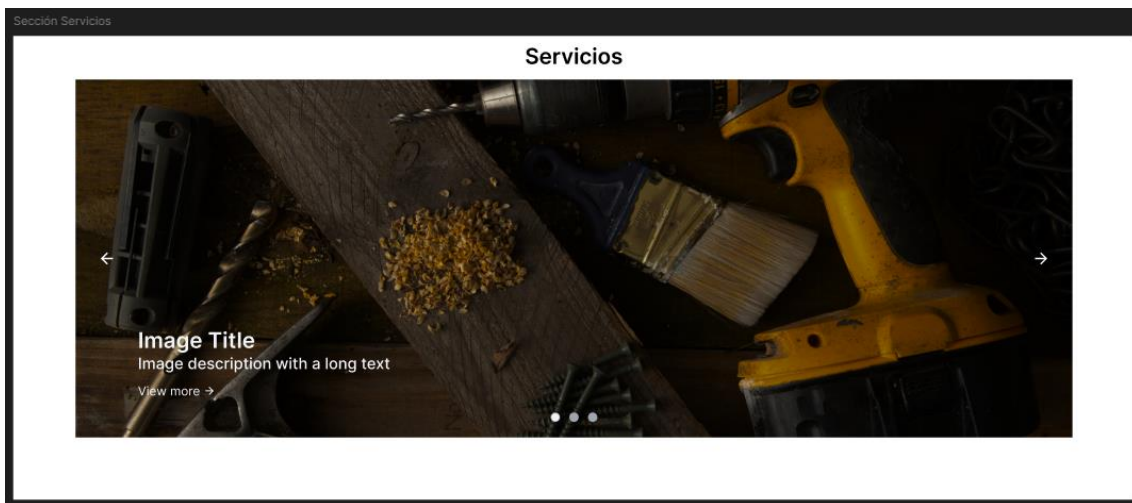 Sección Servicios
Servicios
Image Title
Image description with a long text
View more →